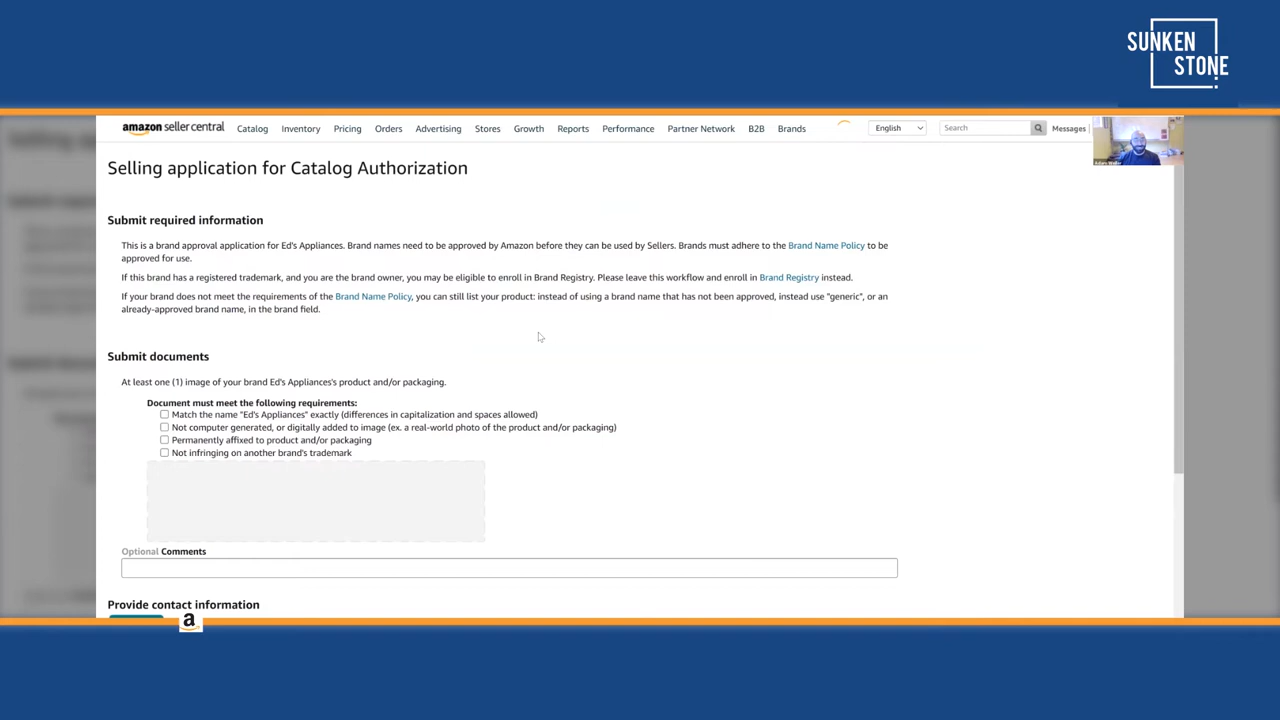 SUNKEN
STONE
amazon seller central Catalog Inventory Pricing Orders Advertising Stores Growth Reports Performance Partner Network B2B Brands English Search Messages
Selling application for Catalog Authorization
Submit required information
This is a brand approval application for Ed's Appliances. Brand names need to be approved by Amazon before they can be used by Sellers. Brands must adhere to the Brand Name Policy to be
approved for use.
If this brand has a registered trademark, and you are the brand owner, you may be eligible to enroll in Brand Registry. Please leave this workflow and enroll in Brand Registry instead.
If your brand does not meet the requirements of the Brand Name Policy, you can still list your product: instead of using a brand name that has not been approved, instead use "generic", or an
already-approved brand name, in the brand field.
Submit documents
At least one (1) image of your brand Ed's Appliances's product and/or packaging.
Document must meet the following requirements:
Match the name "Ed's Appliances" exactly (differences in capitalization and spaces allowed)
Not computer generated, or digitally added to image (ex. a real-world photo of the product and/or packaging)
Permanently affixed to product and/or packaging
Not infringing on another brand's trademark
Optional Comments
Provide contact information
a